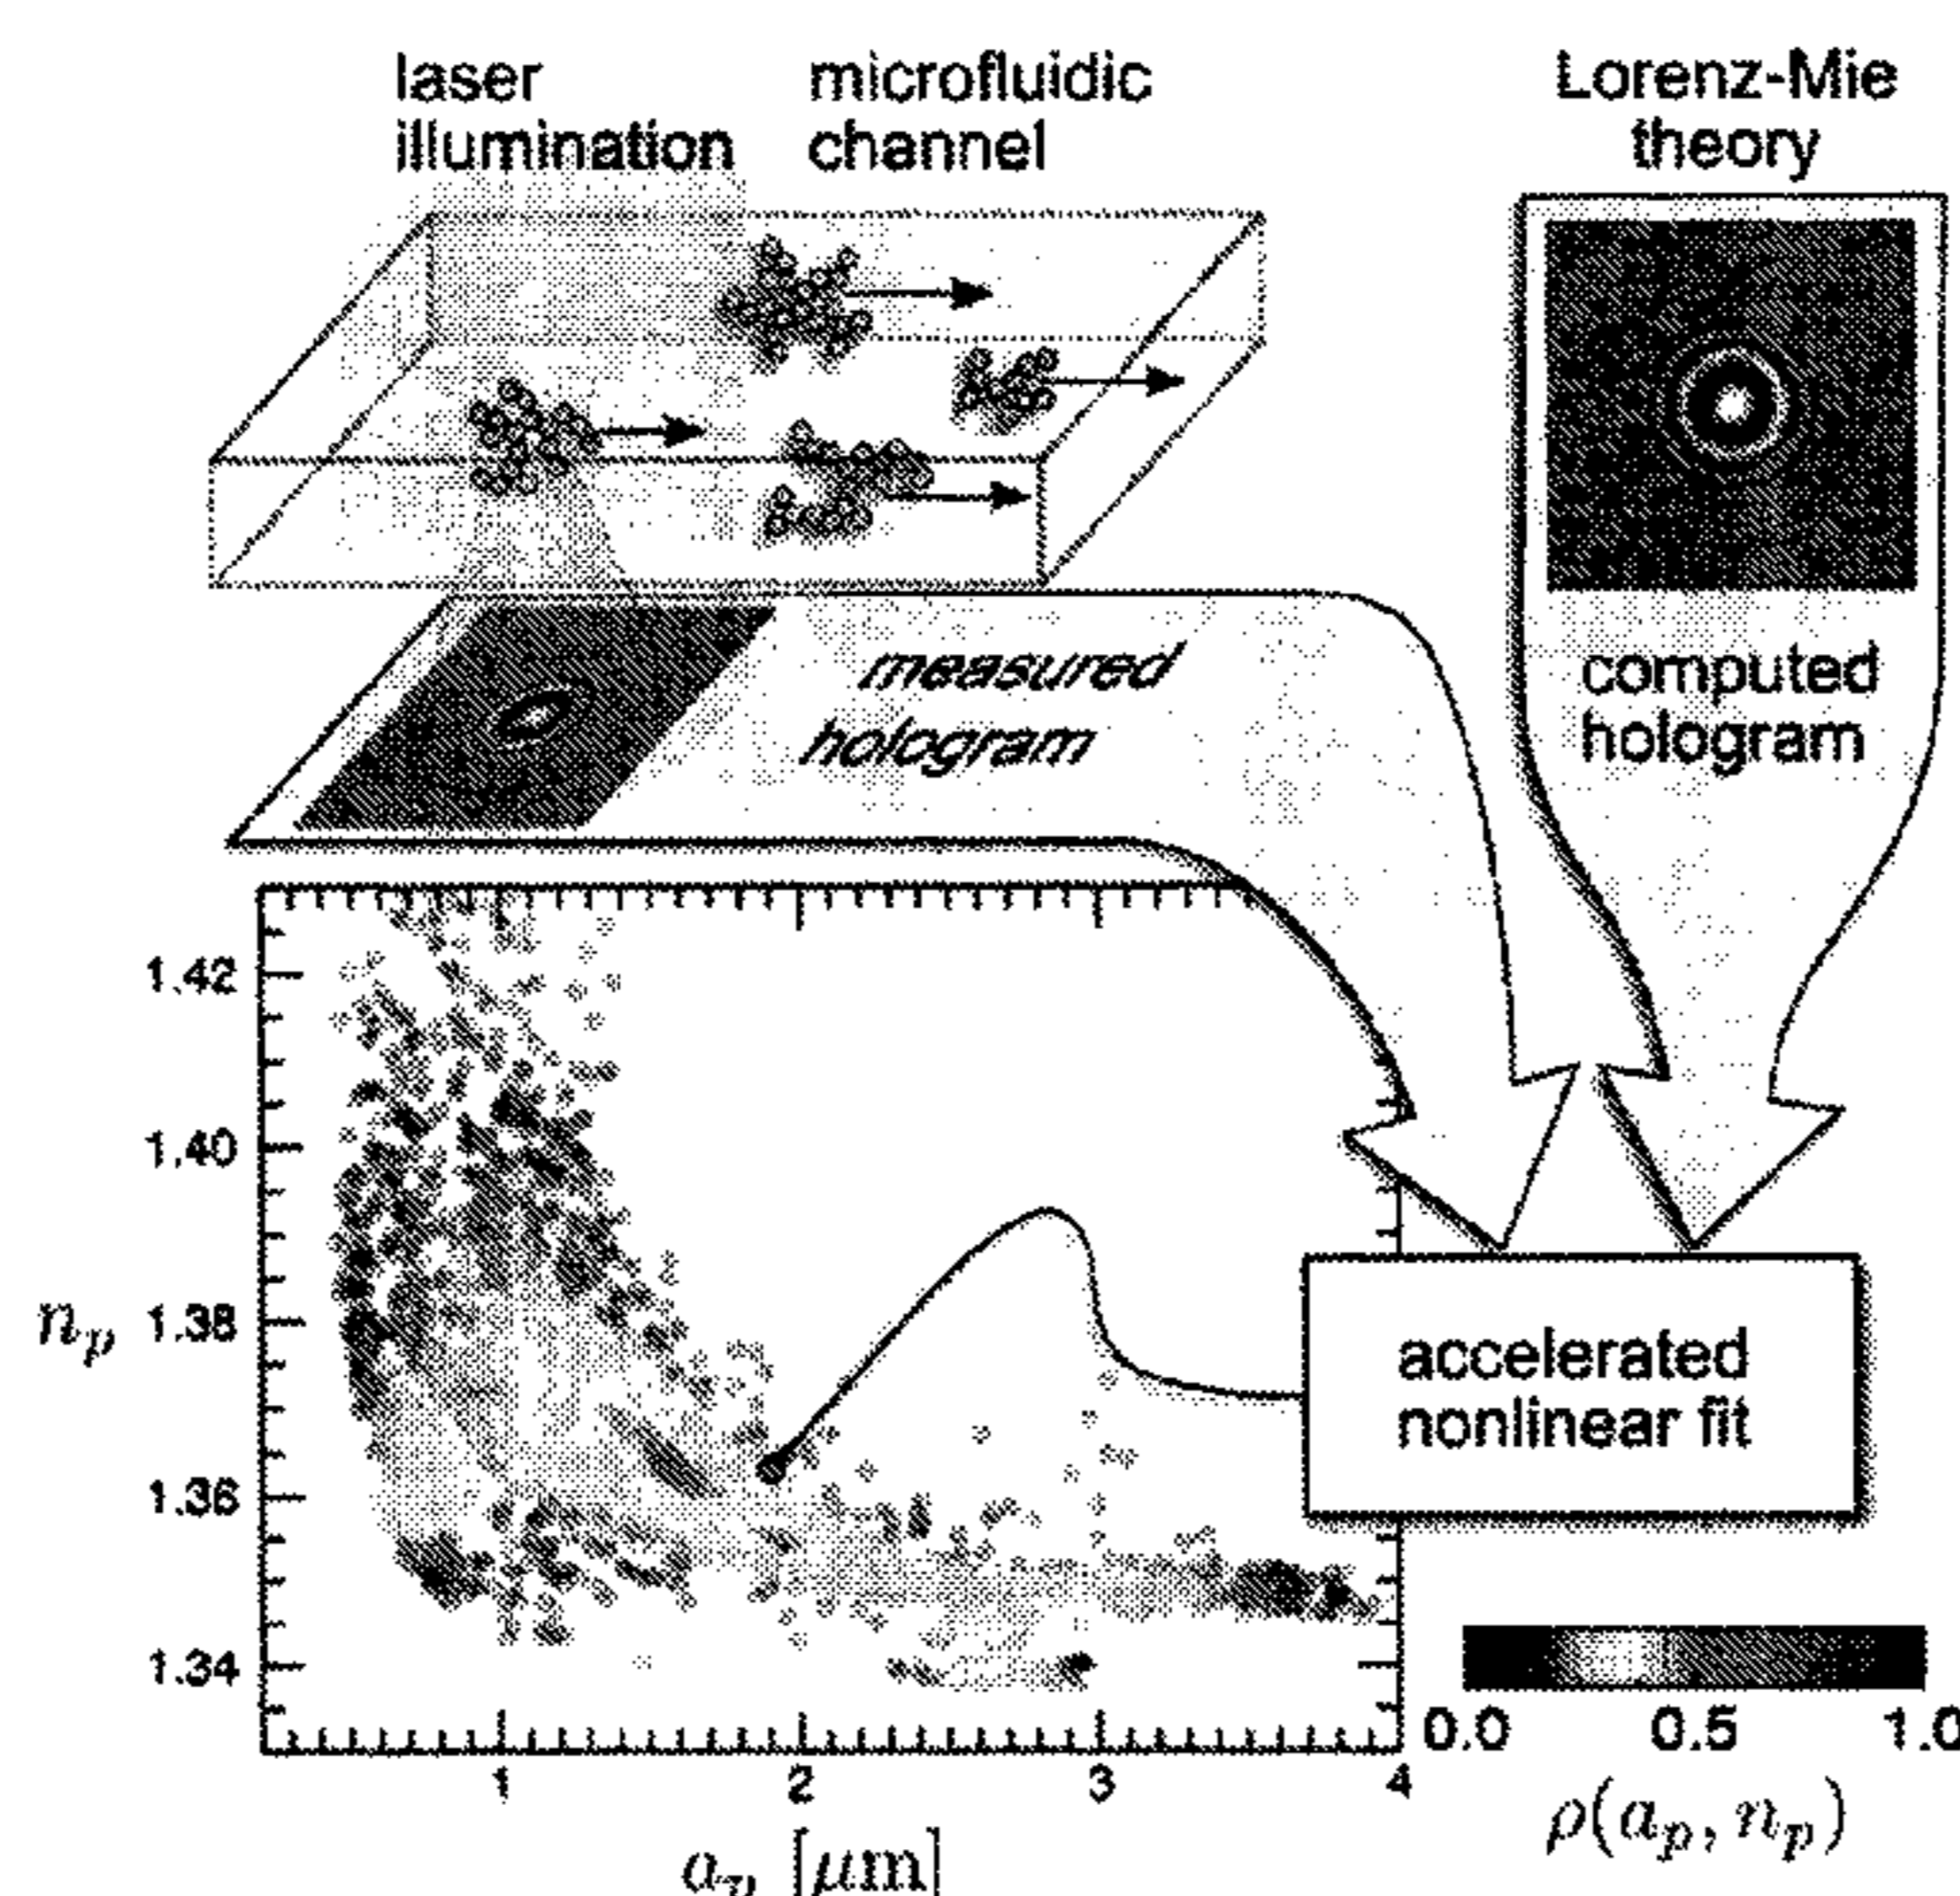 laser
illumination
microfluidic
channel
Lorenz-Mie
theory
measured
hologram
computed
hologram
accelerated
nonlinear fit
1.42
1.40
1.38
1.36
1.34
n_p
1 2 3 4
a_p [μm]
0.0 0.5 1.0
ρ(a_p, n_p)